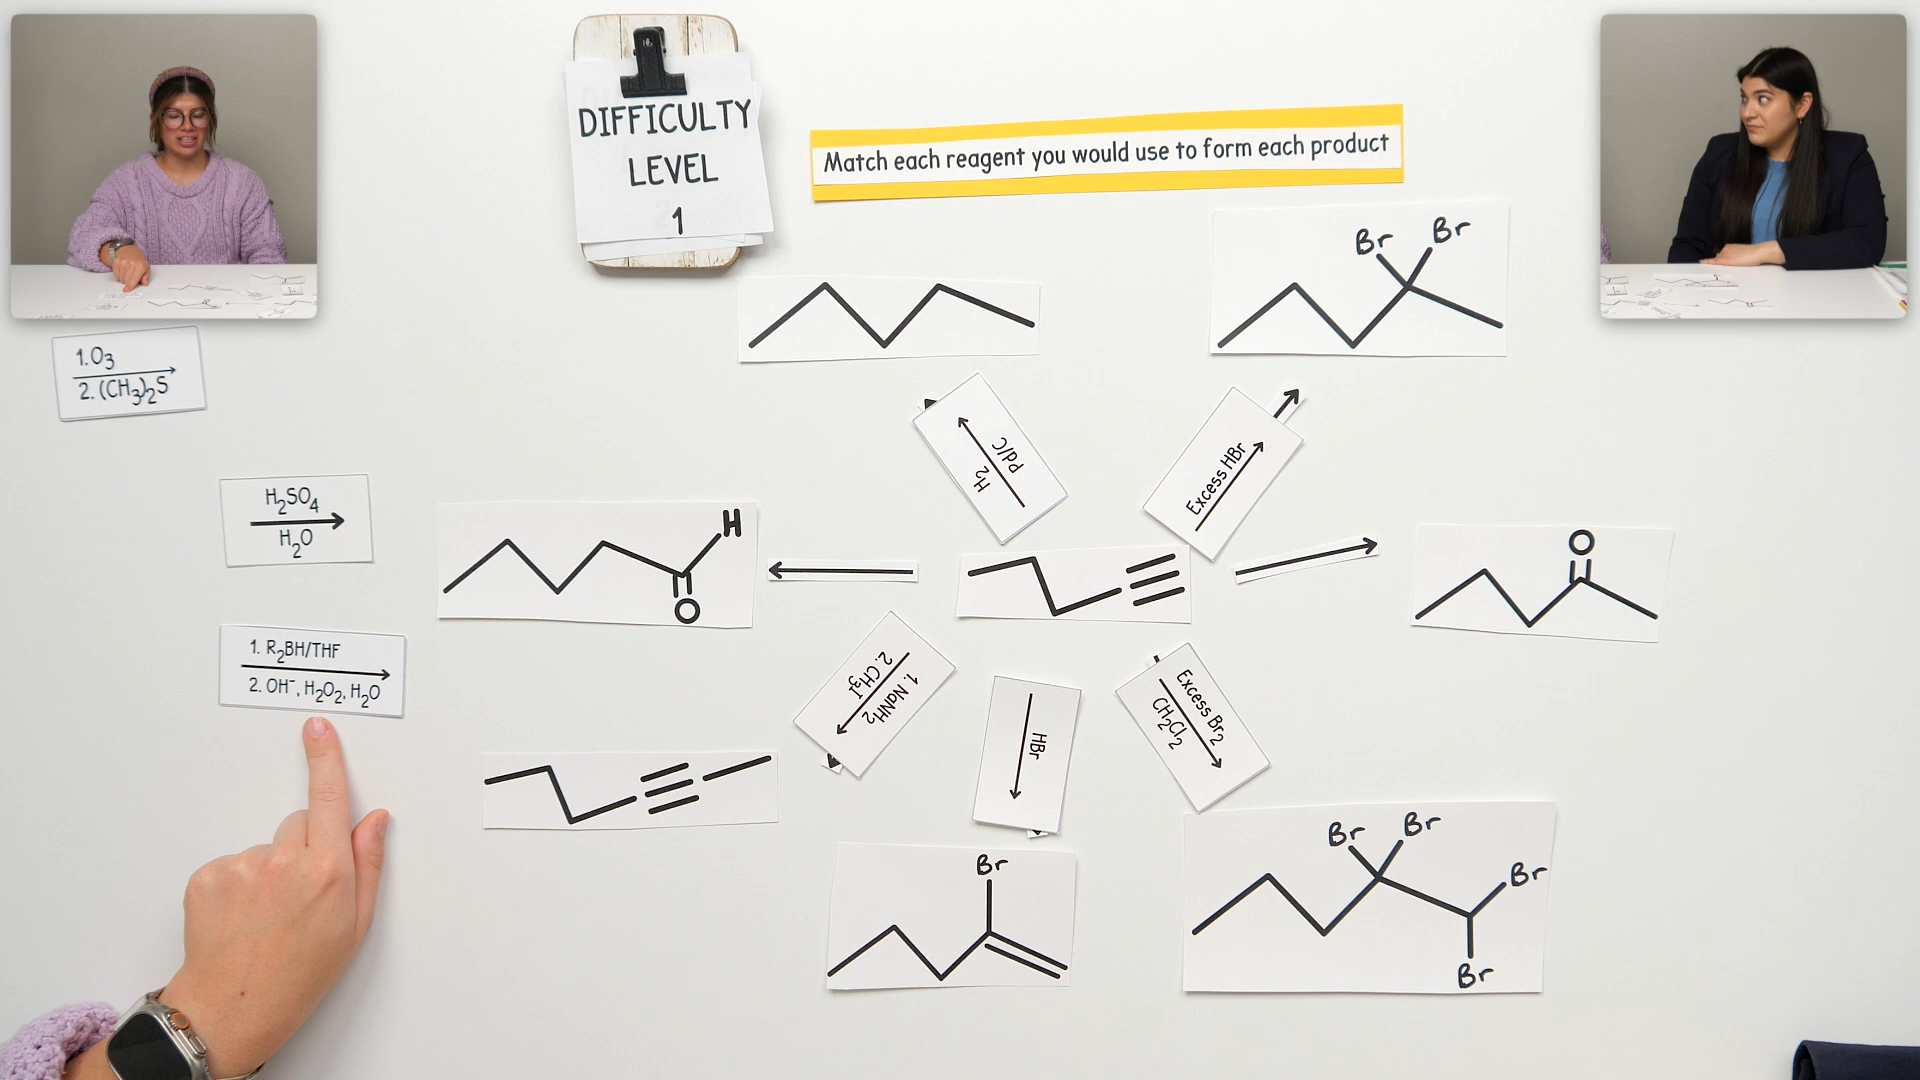 DIFFICULTY
LEVEL
1
Match each reagent you would use to form each product
Br Br
1. O3
2. (CH3)2S
H2 Pd/C
Excess HBr
H2SO4
H2O
H
O
O
1. R2BH/THF
2. OH⁻, H2O2, H2O
1. NaNH2
2. CH3I
HBr
Excess Br2
CH2Cl2
Br
Br Br
Br
Br